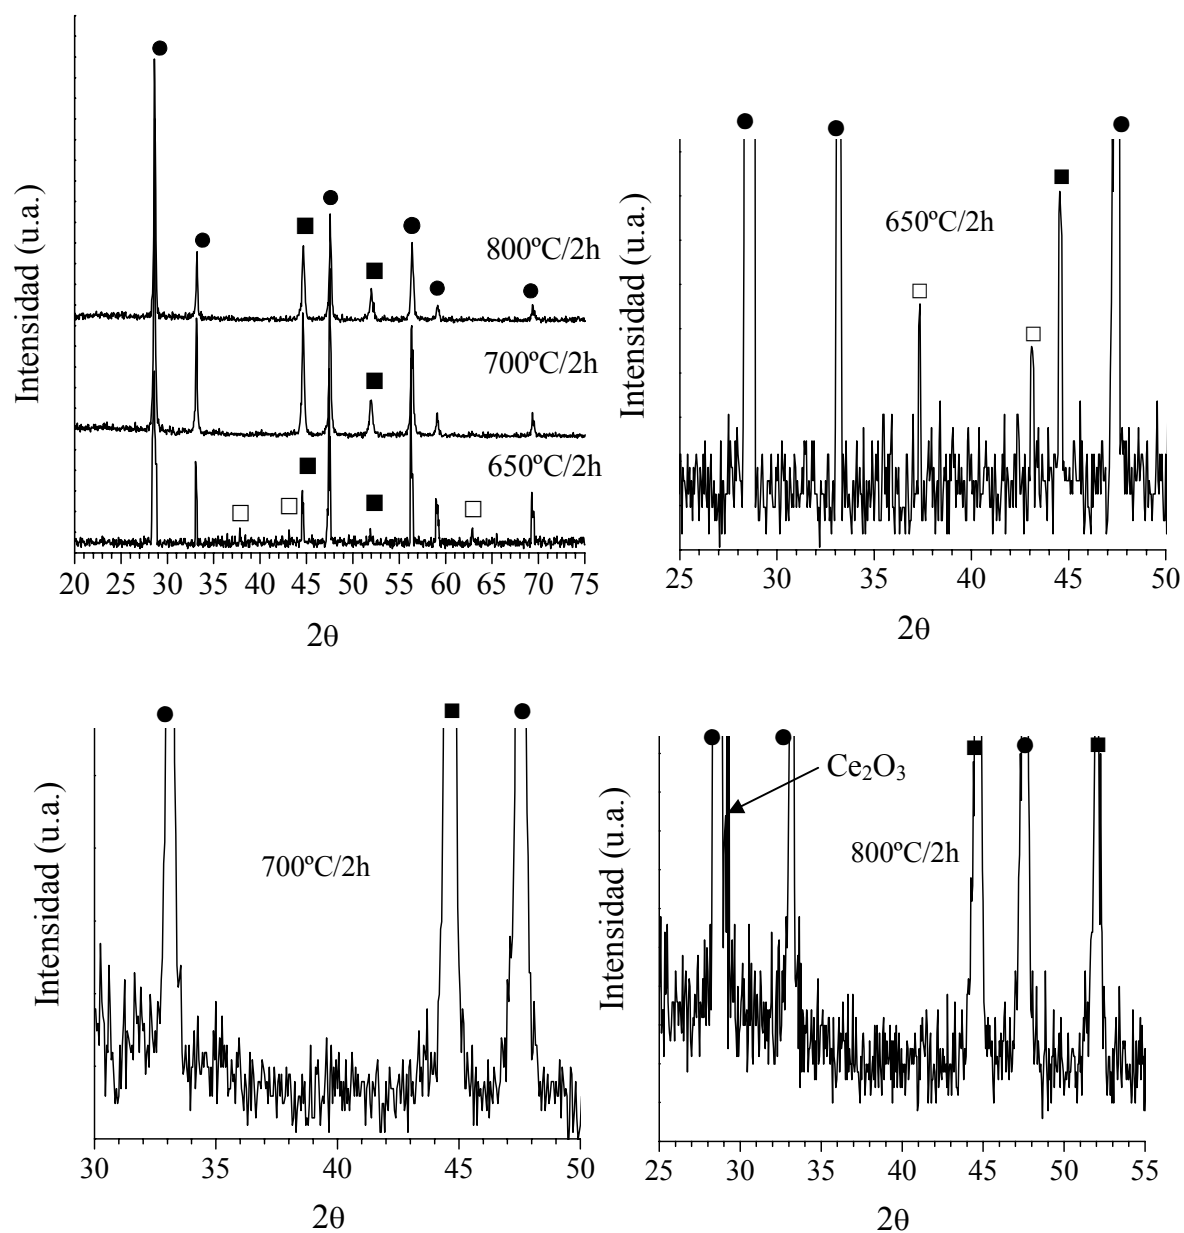 Intensidad (u.a.)
800ºC/2h
700ºC/2h
650ºC/2h
20 25 30 35 40 45 50 55 60 65 70 75
2θ
Intensidad (u.a.)
650ºC/2h
25 30 35 40 45 50
2θ
Intensidad (u.a.)
700ºC/2h
30 35 40 45 50
2θ
Intensidad (u.a.)
Ce₂O₃
800ºC/2h
25 30 35 40 45 50 55
2θ